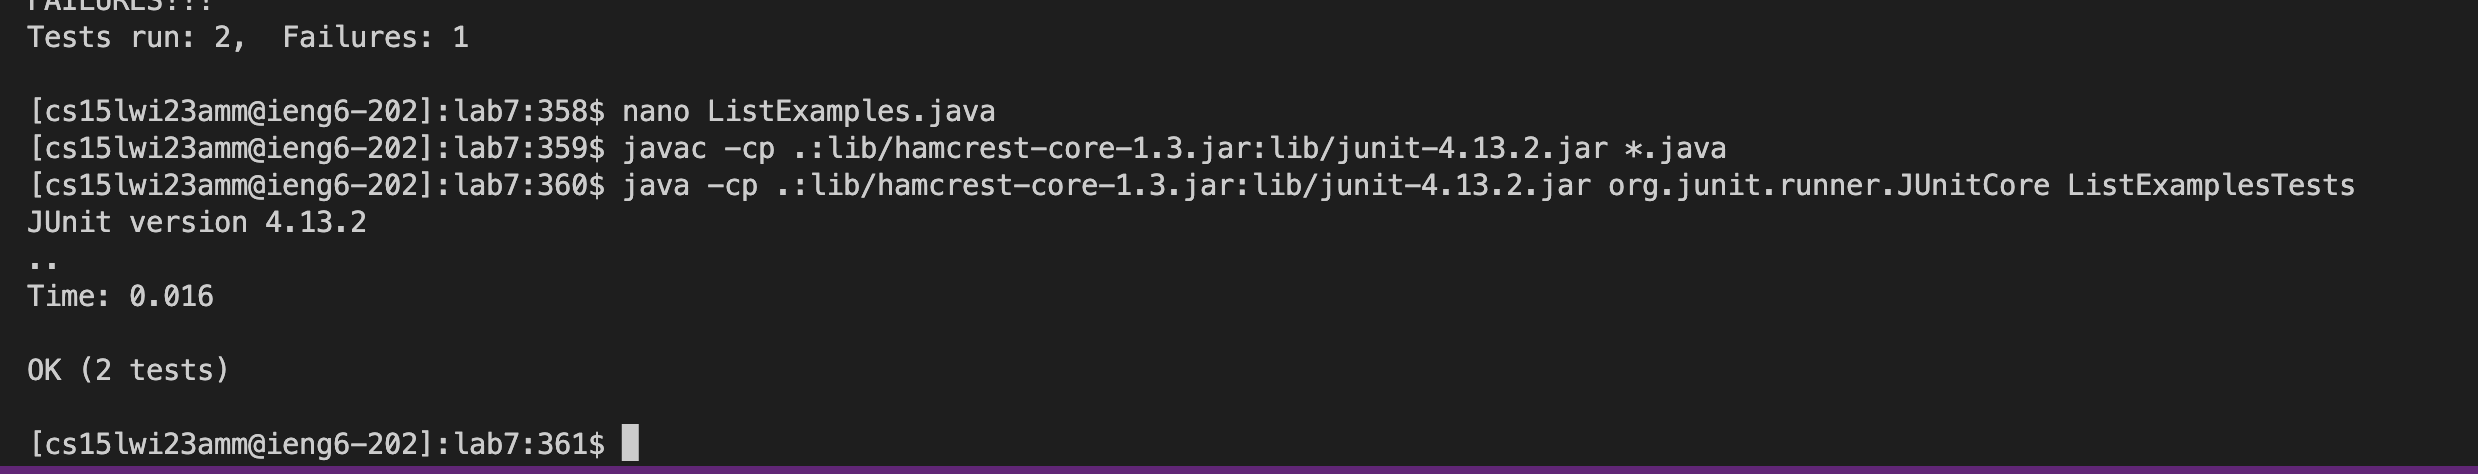 FAILURES!!!
Tests run: 2,  Failures: 1
[cs15lwi23amm@ieng6-202]:lab7:358$ nano ListExamples.java
[cs15lwi23amm@ieng6-202]:lab7:359$ javac -cp .:lib/hamcrest-core-1.3.jar:lib/junit-4.13.2.jar *.java
[cs15lwi23amm@ieng6-202]:lab7:360$ java -cp .:lib/hamcrest-core-1.3.jar:lib/junit-4.13.2.jar org.junit.runner.JUnitCore ListExamplesTests
JUnit version 4.13.2
..
Time: 0.016
OK (2 tests)
[cs15lwi23amm@ieng6-202]:lab7:361$